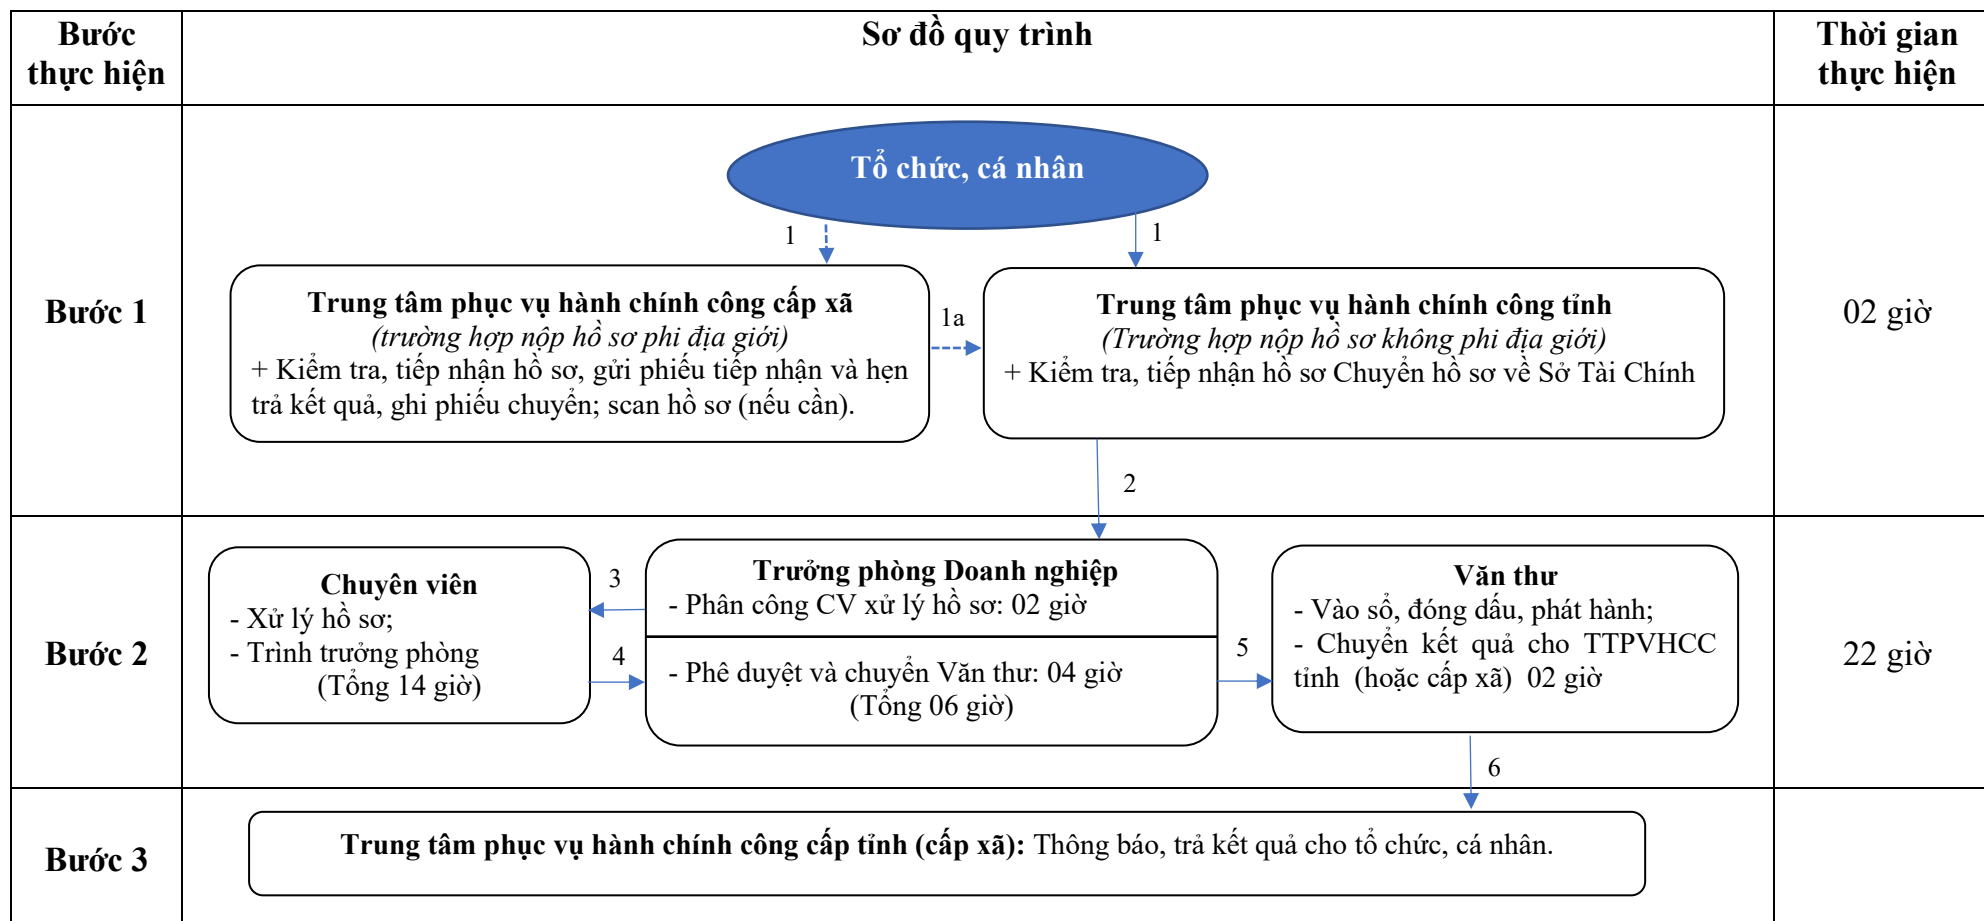 Bước
thực hiện
Sơ đồ quy trình
Thời gian
thực hiện
Bước 1
Tổ chức, cá nhân
1
1
Trung tâm phục vụ hành chính công cấp xã
(trường hợp nộp hồ sơ phi địa giới)
+ Kiểm tra, tiếp nhận hồ sơ, gửi phiếu tiếp nhận và hẹn
trả kết quả, ghi phiếu chuyển; scan hồ sơ (nếu cần).
1a
Trung tâm phục vụ hành chính công tỉnh
(Trường hợp nộp hồ sơ không phi địa giới)
+ Kiểm tra, tiếp nhận hồ sơ Chuyển hồ sơ về Sở Tài Chính
02 giờ
2
Bước 2
Chuyên viên
- Xử lý hồ sơ;
- Trình trưởng phòng
(Tổng 14 giờ)
3
4
Trưởng phòng Doanh nghiệp
- Phân công CV xử lý hồ sơ: 02 giờ
- Phê duyệt và chuyển Văn thư: 04 giờ
(Tổng 06 giờ)
5
Văn thư
- Vào sổ, đóng dấu, phát hành;
- Chuyển kết quả cho TTPVHCC
tỉnh (hoặc cấp xã) 02 giờ
22 giờ
6
Bước 3
Trung tâm phục vụ hành chính công cấp tỉnh (cấp xã): Thông báo, trả kết quả cho tổ chức, cá nhân.